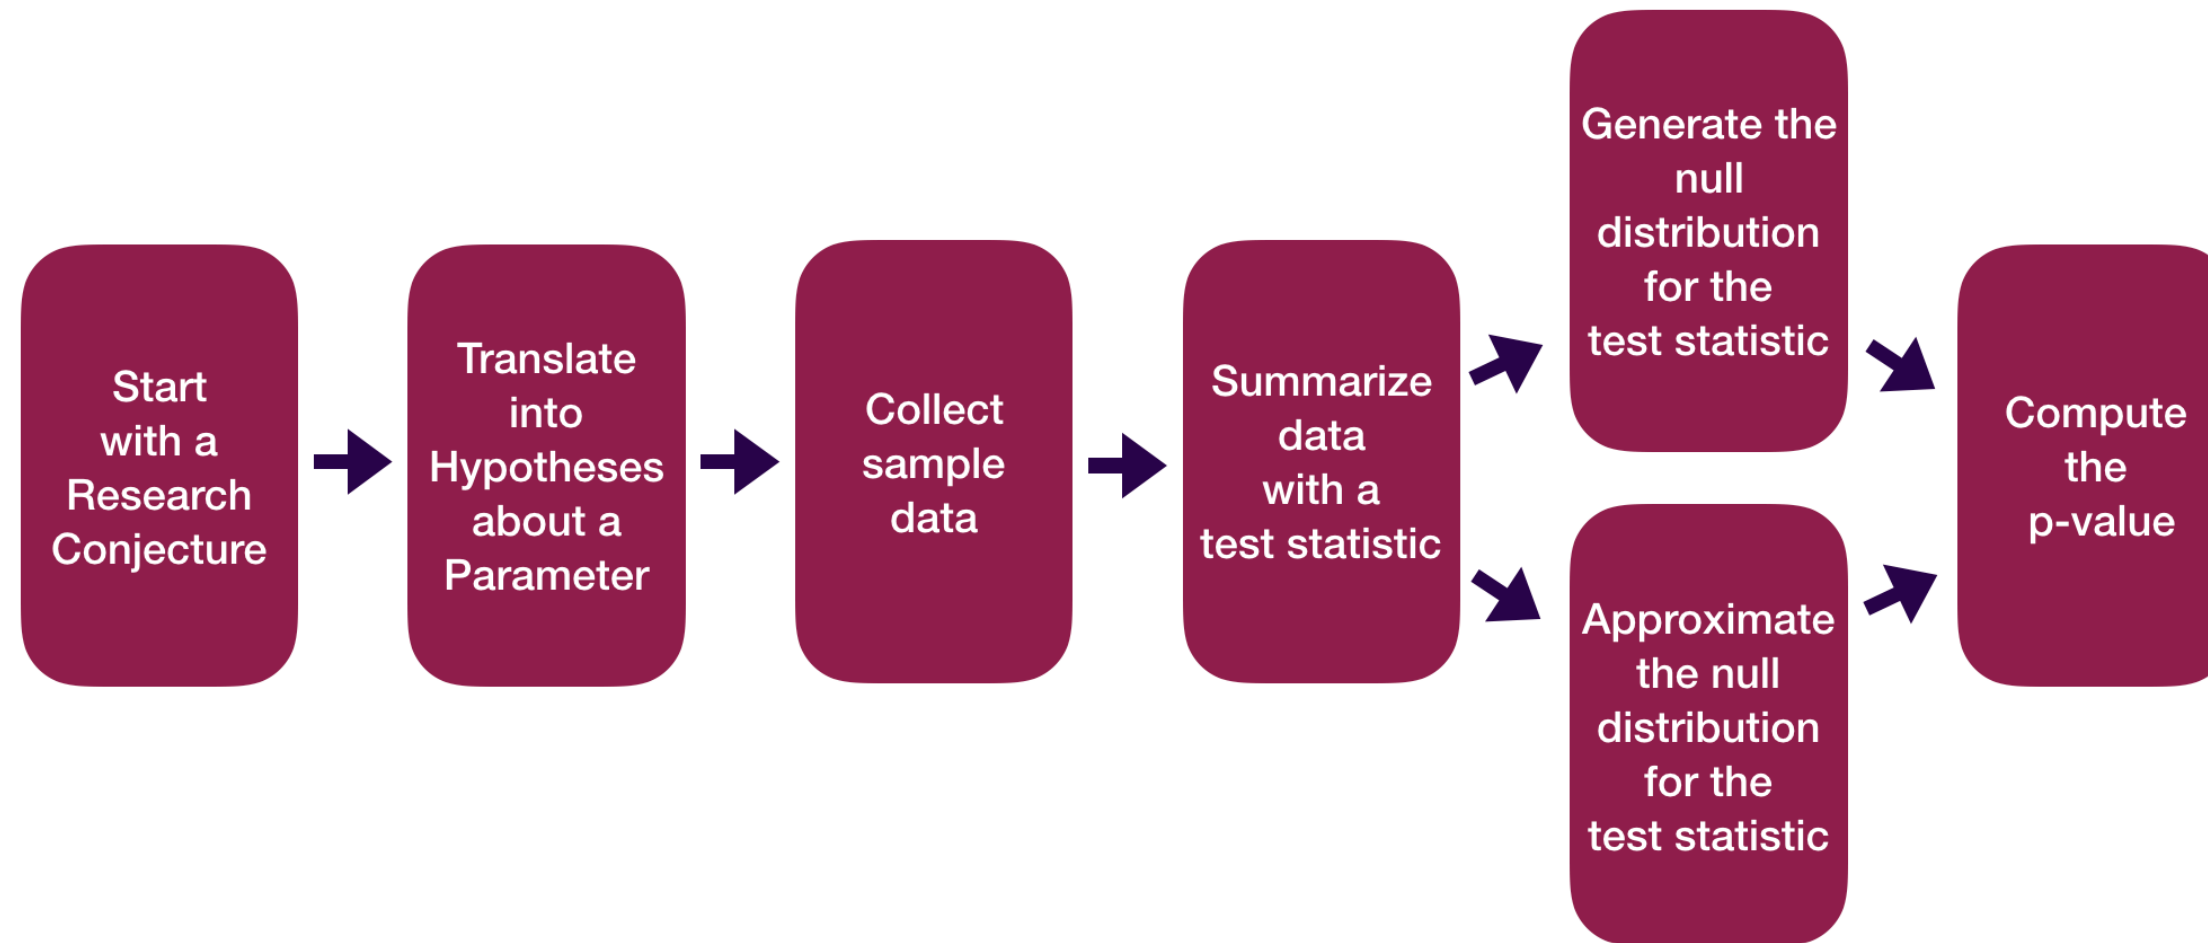 Start
with a
Research
Conjecture
Translate
into
Hypotheses
about a
Parameter
Collect
sample
data
Summarize
data
with a
test statistic
Generate the
null
distribution
for the
test statistic
Approximate
the null
distribution
for the
test statistic
Compute
the
p-value